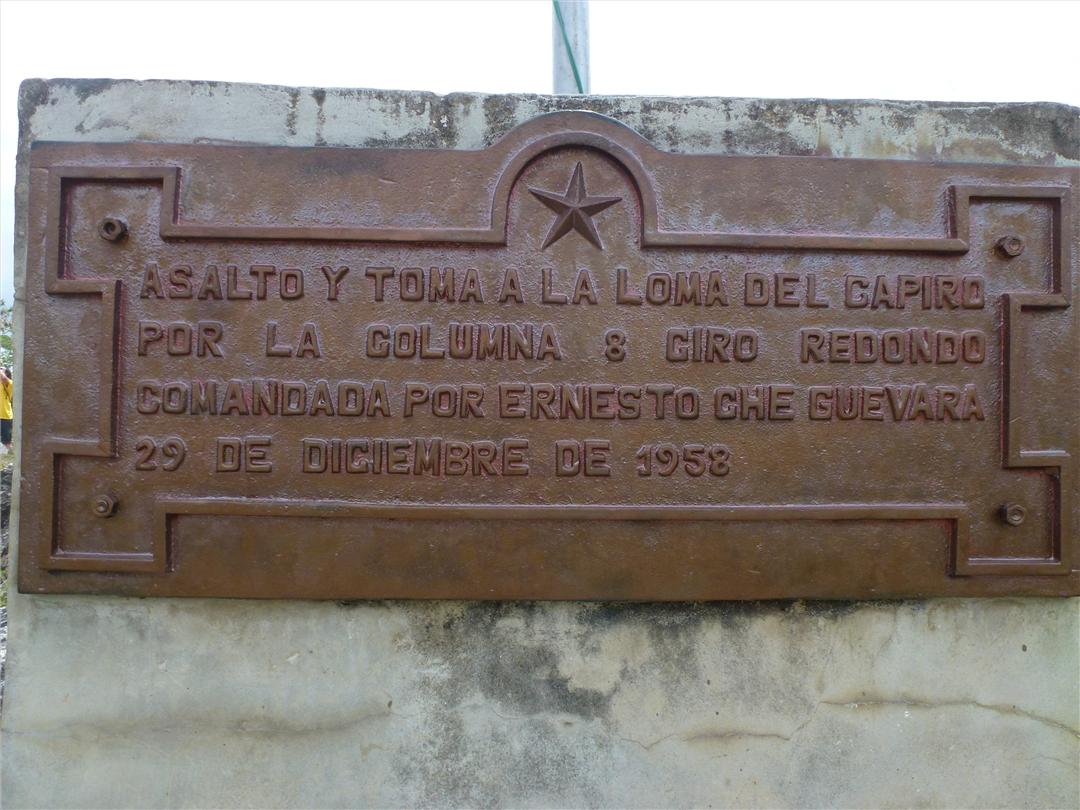 ASALTO Y TOMA A LA LOMA DEL CAPIRO
POR LA COLUMNA 8 CIRO REDONDO
COMANDADA POR ERNESTO CHE GUEVARA
29 DE DICIEMBRE DE 1958